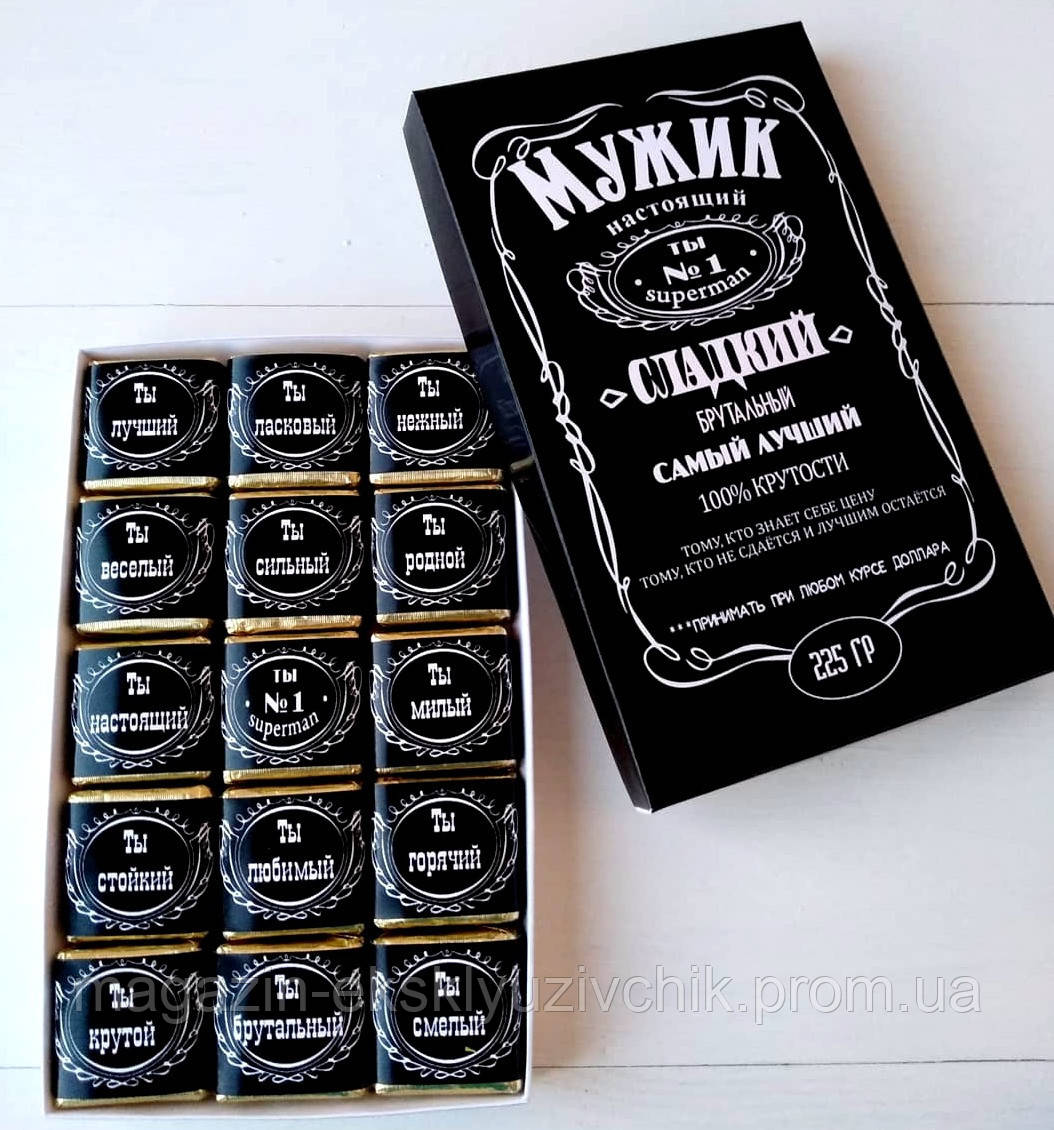 МУЖИК
настоящий
ты
№1
superman
СЛАДКИЙ
БРУТАЛЬНЫЙ
САМЫЙ ЛУЧШИЙ
100% КРУТОСТИ
ТОМУ, КТО ЗНАЕТ СЕБЕ ЦЕНУ
ТОМУ, КТО НЕ СДАЁТСЯ И ЛУЧШИМ ОСТАЁТСЯ
***ПРИНИМАТЬ ПРИ ЛЮБОМ КУРСЕ ДОЛЛАРА
225 ГР
Ты
лучший
Ты
ласковый
Ты
нежный
Ты
веселый
Ты
сильный
Ты
родной
Ты
настоящий
ты
№1
superman
Ты
милый
Ты
стойкий
Ты
любимый
Ты
горячий
Ты
крутой
Ты
брутальный
Ты
смелый
magazin-eksklyuzivchik.prom.ua